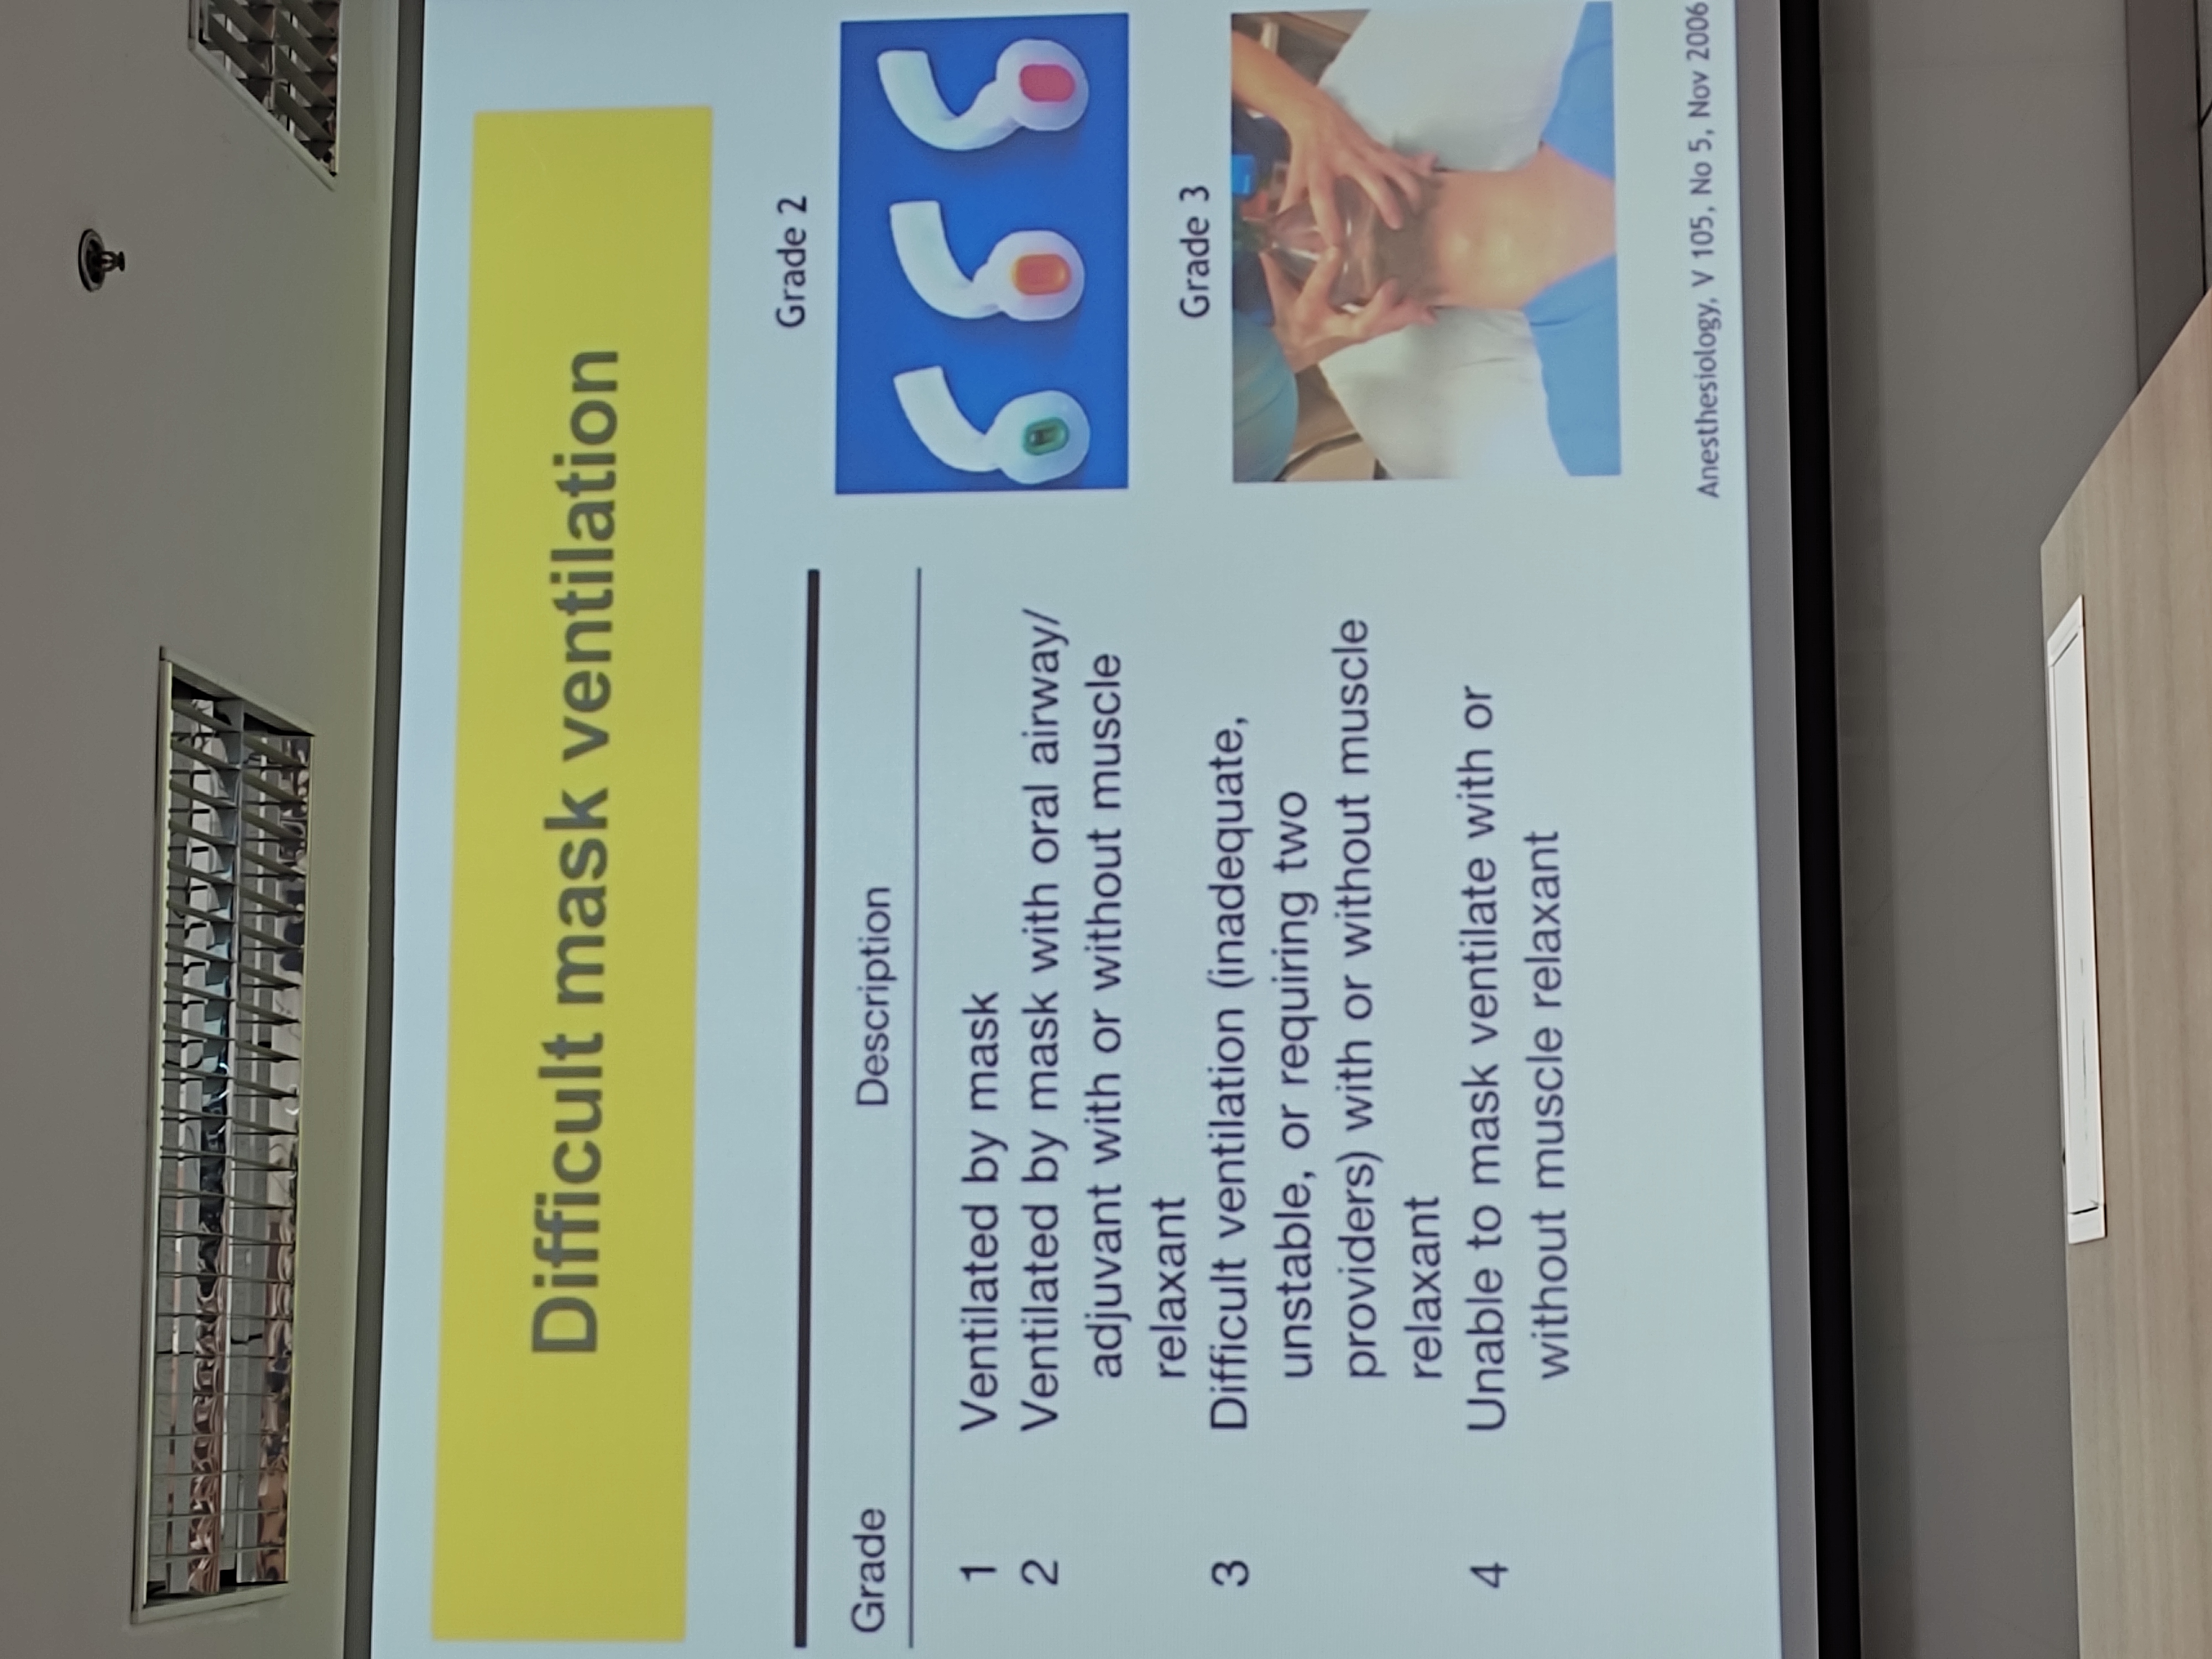 Difficult mask ventilation
Grade Description
1 Ventilated by mask
2 Ventilated by mask with oral airway/
adjuvant with or without muscle
relaxant
3 Difficult ventilation (inadequate,
unstable, or requiring two
providers) with or without muscle
relaxant
4 Unable to mask ventilate with or
without muscle relaxant
Grade 2
Grade 3
Anesthesiology, V 105, No 5, Nov 2006